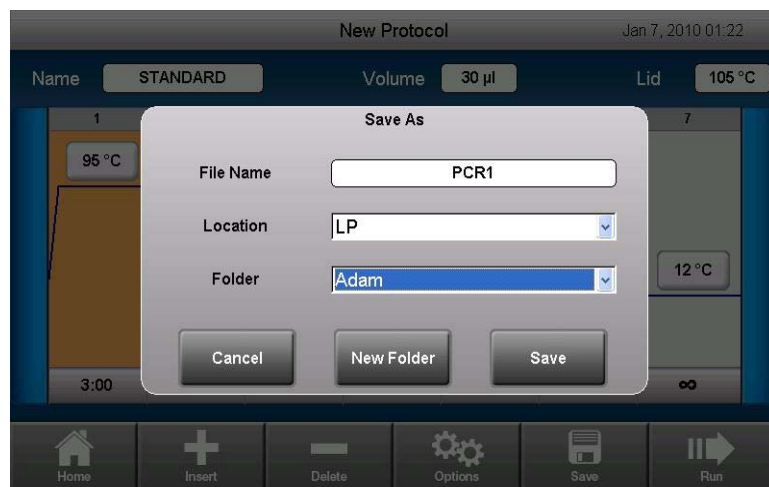 New Protocol Jan 7, 2010 01:22
Name STANDARD Volume 30 µl Lid 105 °C
1 Save As 7
95 °C
File Name PCR1
Location LP
Folder Adam
12 °C
Cancel New Folder Save
3:00 ∞
Home Insert Delete Options Save Run